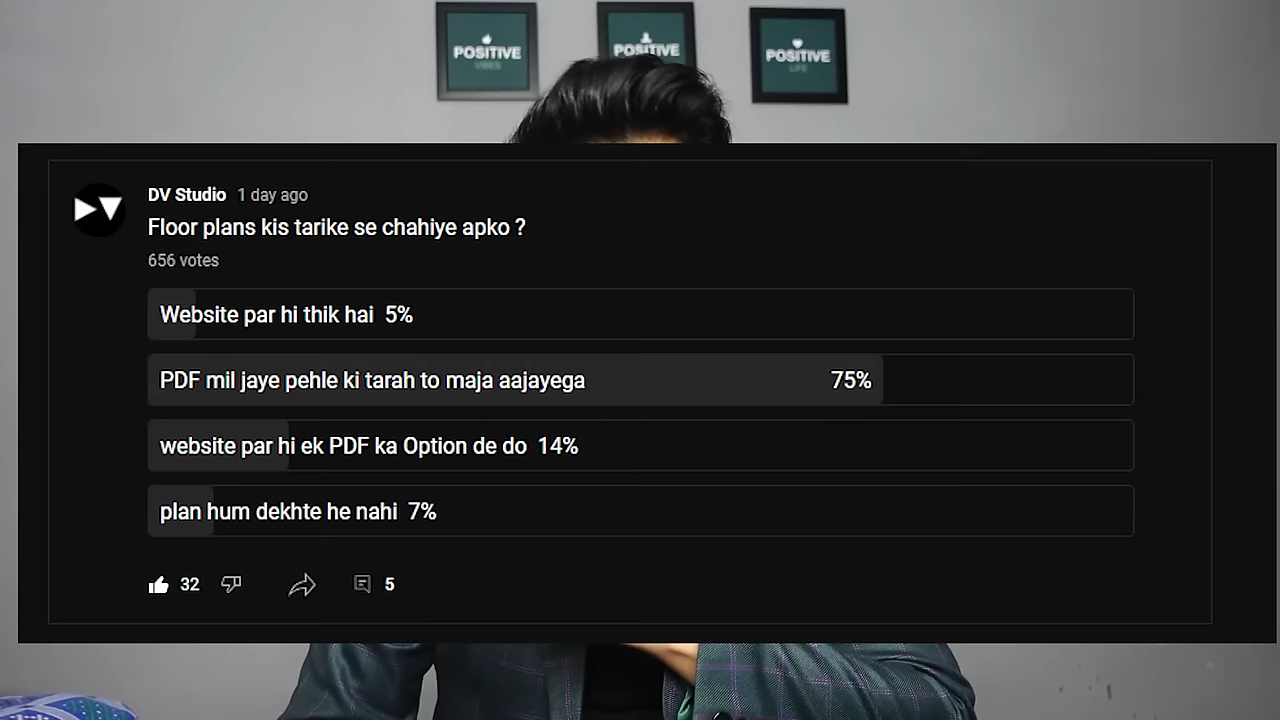 POSITIVE
VIBES
POSITIVE
POSITIVE
LIFE
DV Studio 1 day ago
Floor plans kis tarike se chahiye apko ?
656 votes
Website par hi thik hai 5%
PDF mil jaye pehle ki tarah to maja aajayega 75%
website par hi ek PDF ka Option de do 14%
plan hum dekhte he nahi 7%
32
5